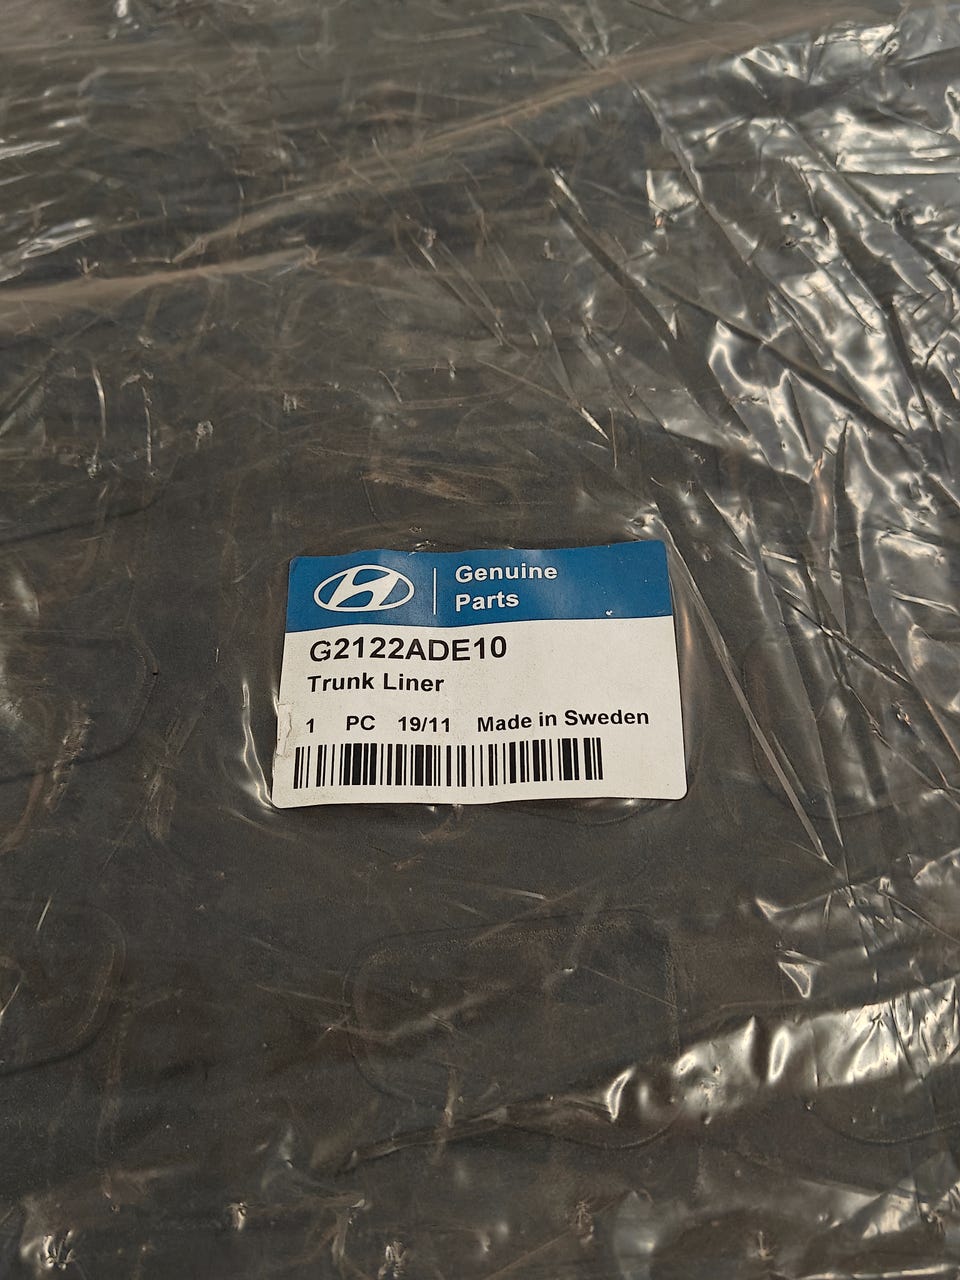 Genuine
Parts
G2122ADE10
Trunk Liner
1 PC 19/11 Made in Sweden